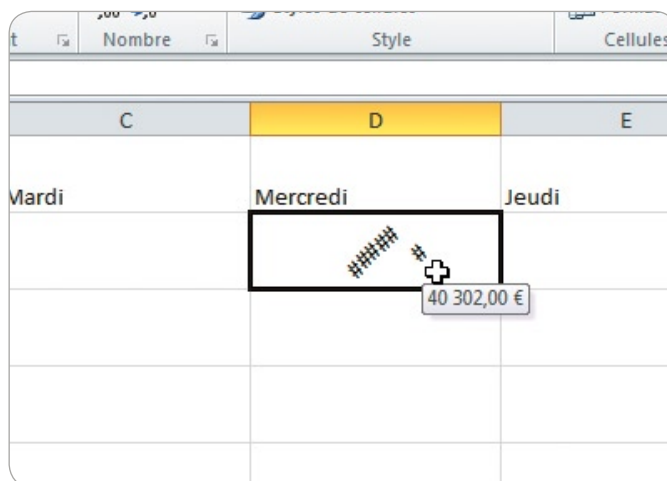 Nombre
Style
Cellules
C
D
E
Mardi
Mercredi
Jeudi
##### #
40 302,00 €